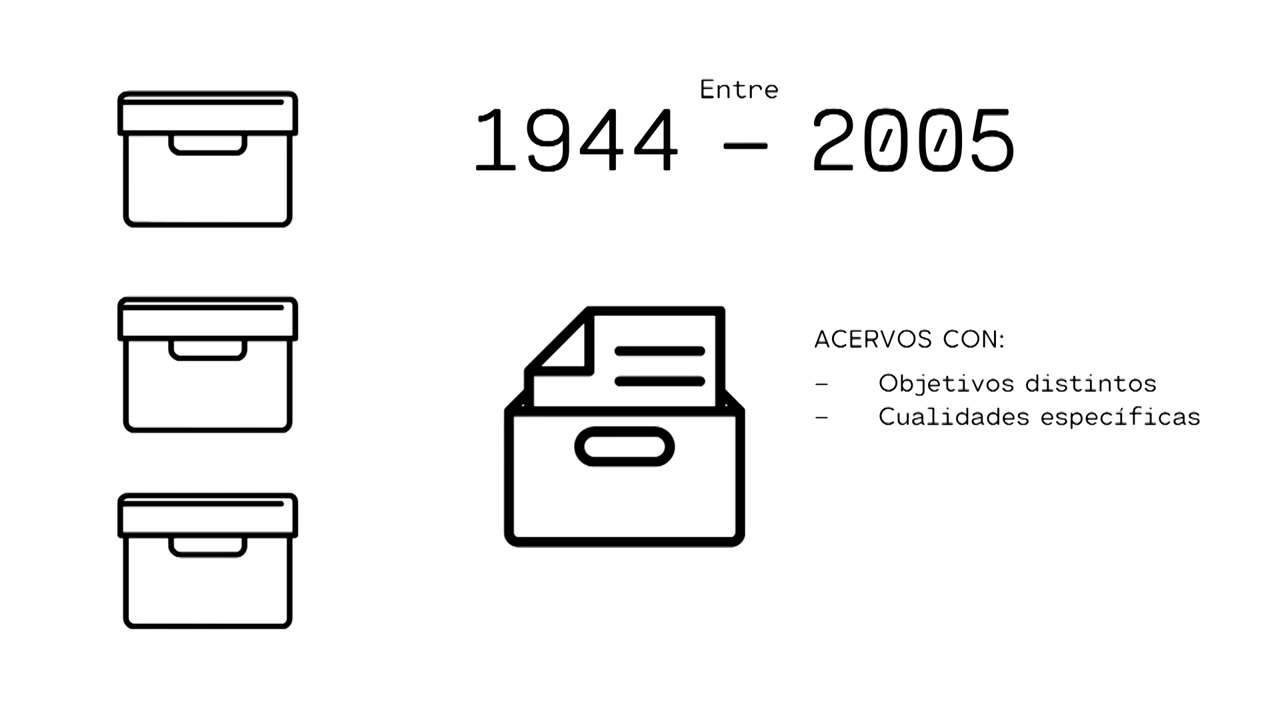 Entre
1944 – 2005
ACERVOS CON:
– Objetivos distintos
– Cualidades específicas